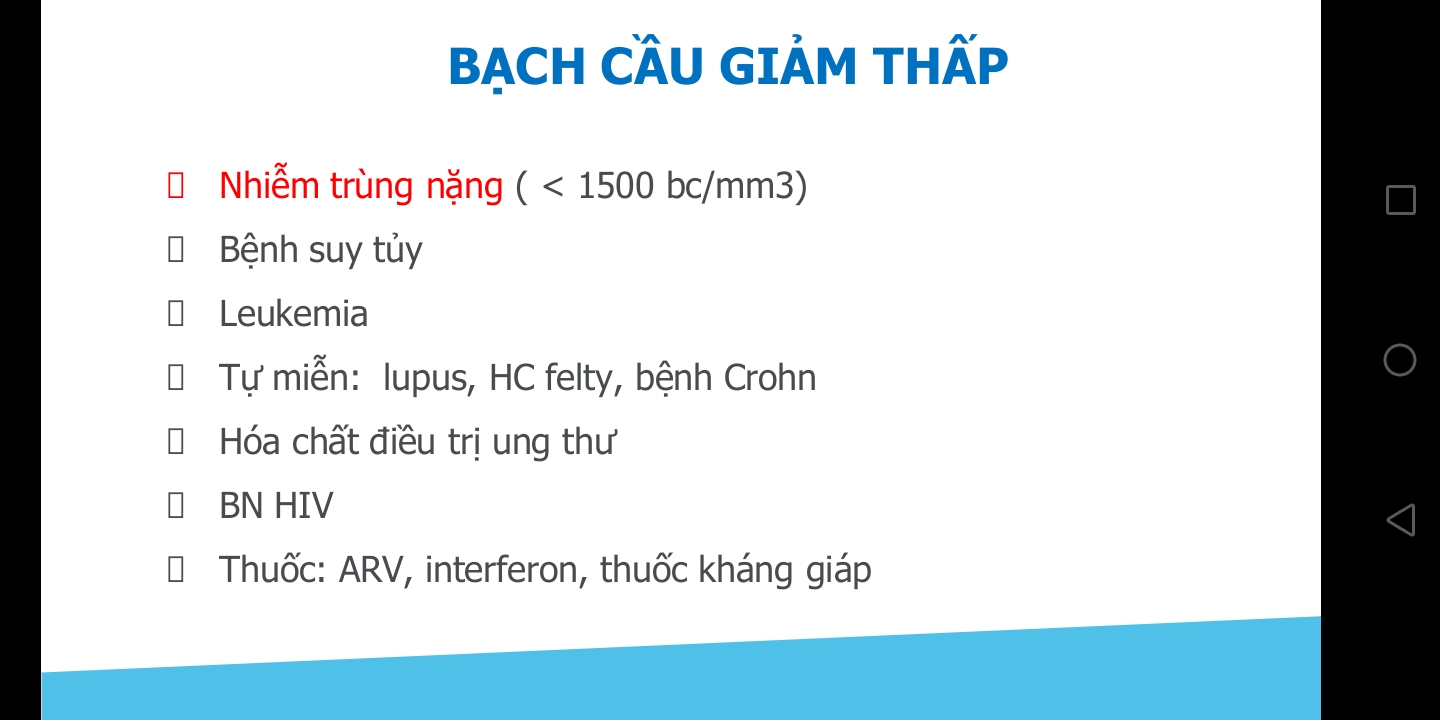 BẠCH CẦU GIẢM THẤP
Nhiễm trùng nặng ( < 1500 bc/mm3)
Bệnh suy tủy
Leukemia
Tự miễn: lupus, HC felty, bệnh Crohn
Hóa chất điều trị ung thư
BN HIV
Thuốc: ARV, interferon, thuốc kháng giáp